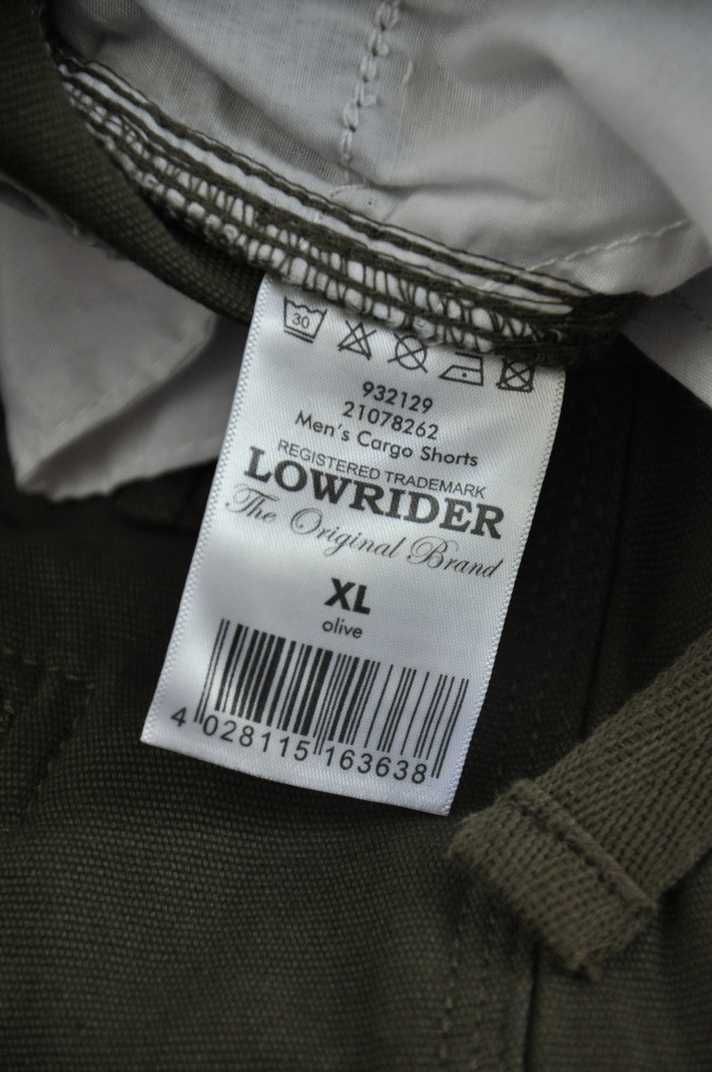 30
932129
21078262
Men's Cargo Shorts
REGISTERED TRADEMARK
LOWRIDER
The Original Brand
XL
olive
4 028115 163638